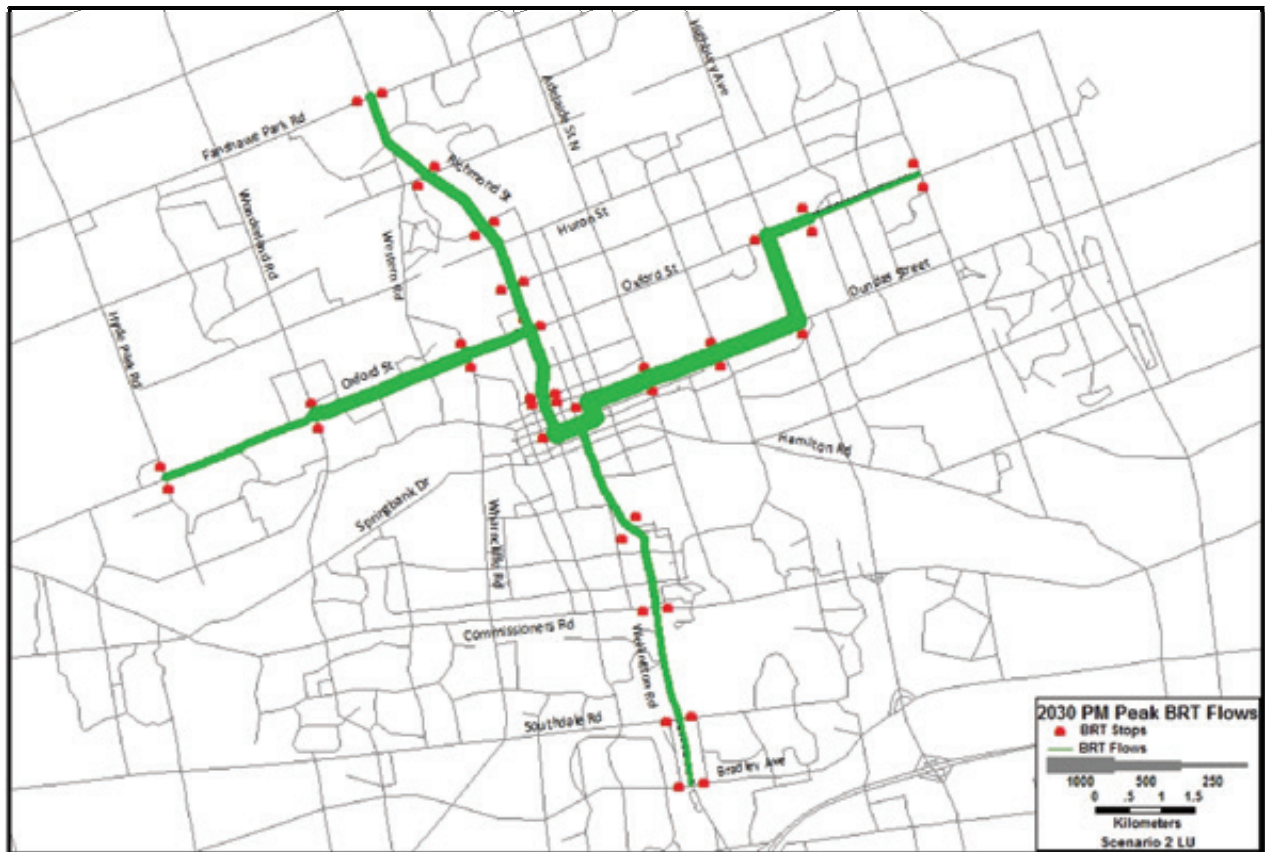 Highbury Ave
Adelaide St N
Fanshawe Park Rd
Richmond St
Wonderland Rd
Huron St
Western Rd
Oxford St
Dundas Street
Hyde Park Rd
Oxford St
Hamilton Rd
Springbank Dr
Wharncliffe Rd
Commissioners Rd
Wellington Rd
Southdale Rd
Bradley Ave
2030 PM Peak BRT Flows
BRT Stops
BRT Flows
1000 500 250
0 .5 1 1.5
Kilometers
Scenario 2 LU